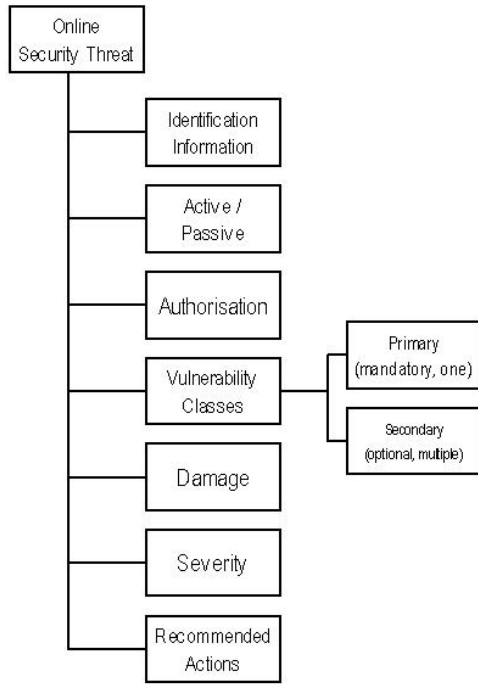 Online
Security Threat
Identification
Information
Active /
Passive
Authorisation
Vulnerability
Classes
Primary
(mandatory, one)
Secondary
(optional, multiple)
Damage
Severity
Recommended
Actions